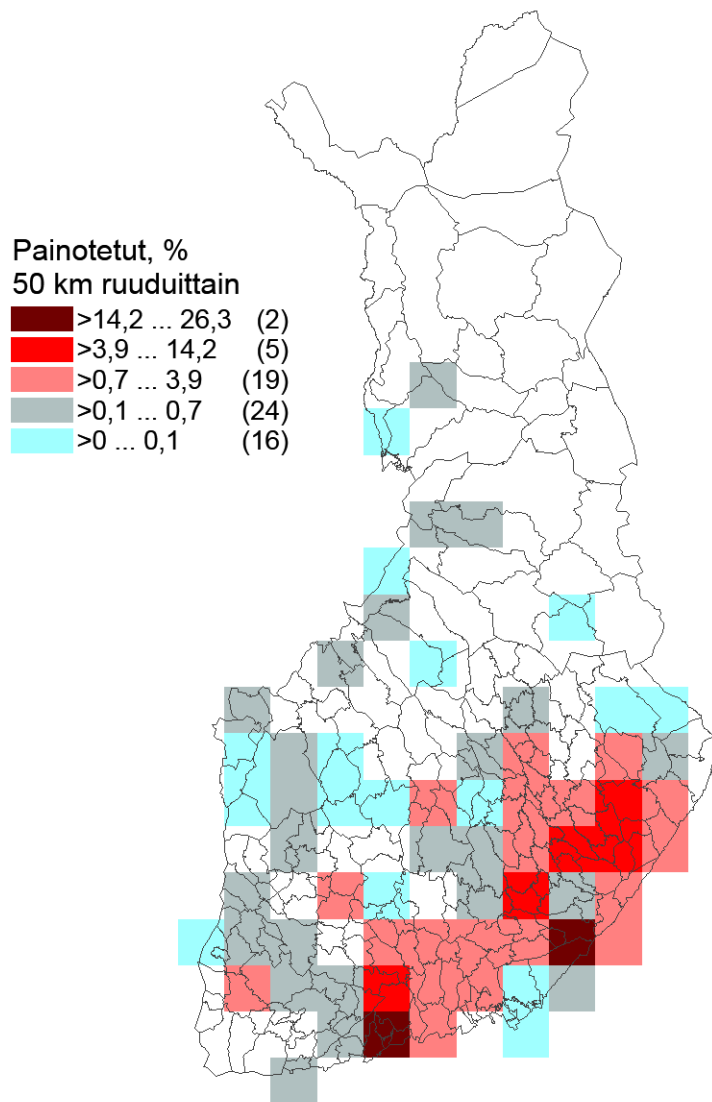 Painotetut, %
50 km ruuduittain
>14,2 ... 26,3 (2)
>3,9 ... 14,2 (5)
>0,7 ... 3,9 (19)
>0,1 ... 0,7 (24)
>0 ... 0,1 (16)